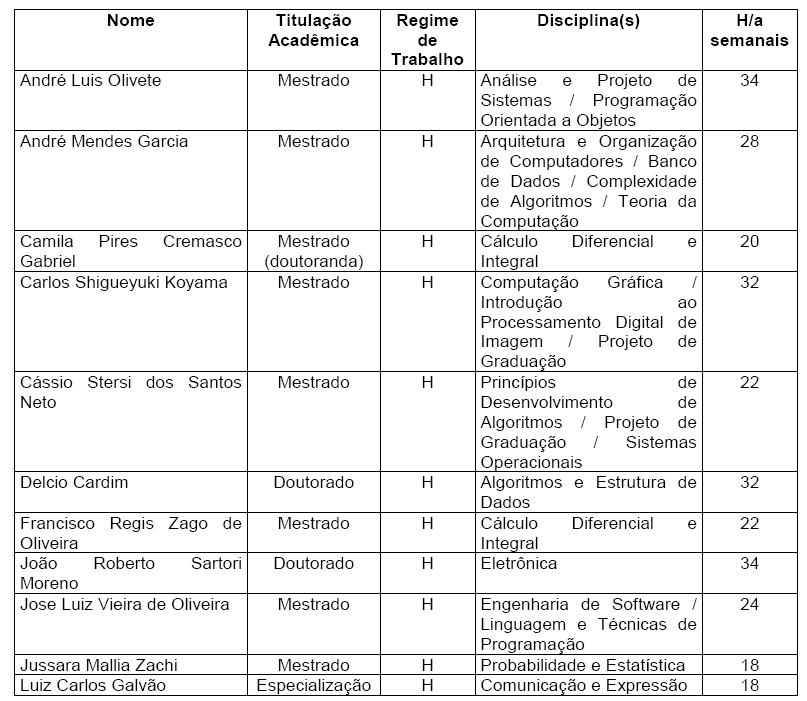 Nome Titulação Acadêmica Regime de Trabalho Disciplina(s) H/a semanais
André Luis Olivete Mestrado H Análise e Projeto de
Sistemas / Programação
Orientada a Objetos 34
André Mendes Garcia Mestrado H Arquitetura e Organização
de Computadores / Banco
de Dados / Complexidade
de Algoritmos / Teoria da
Computação 28
Camila Pires Cremasco
Gabriel Mestrado
(doutoranda) H Cálculo Diferencial e
Integral 20
Carlos Shigueyuki Koyama Mestrado H Computação Gráfica /
Introdução ao
Processamento Digital de
Imagem / Projeto de
Graduação 32
Cássio Stersi dos Santos
Neto Mestrado H Princípios de
Desenvolvimento de
Algoritmos / Projeto de
Graduação / Sistemas
Operacionais 22
Delcio Cardim Doutorado H Algoritmos e Estrutura de
Dados 32
Francisco Regis Zago de
Oliveira Mestrado H Cálculo Diferencial e
Integral 22
João Roberto Sartori
Moreno Doutorado H Eletrônica 34
Jose Luiz Vieira de Oliveira Mestrado H Engenharia de Software /
Linguagem e Técnicas de
Programação 24
Jussara Mallia Zachi Mestrado H Probabilidade e Estatística 18
Luiz Carlos Galvão Especialização H Comunicação e Expressão 18